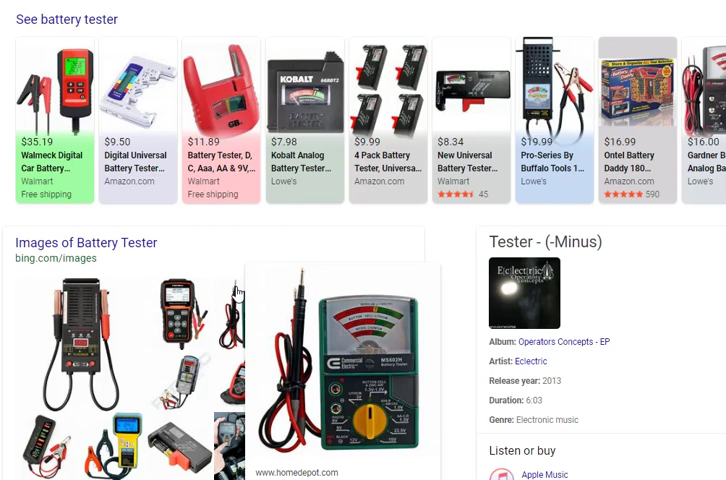 See battery tester
KOBALT
GB
$35.19
Walmeck Digital
Car Battery...
Walmart
Free shipping
$9.50
Digital Universal
Battery Tester...
Amazon.com
$11.89
Battery Tester, D,
C, Aaa, AA & 9V,...
Walmart
Free shipping
$7.98
Kobalt Analog
Battery Tester...
Lowe's
$9.99
4 Pack Battery
Tester, Universa...
Amazon.com
$8.34
New Universal
Battery Tester...
Walmart
45
$19.99
Pro-Series By
Buffalo Tools 1...
Lowe's
$16.99
Ontel Battery
Daddy 180...
Amazon.com
590
$16.00
Gardner B
Analog Ba
Lowe's
Images of Battery Tester
bing.com/images
Commercial
Electric
MS602H
Battery Tester
www.homedepot.com
Tester - (-Minus)
Eclectric
Operators
Concepts
Album: Operators Concepts - EP
Artist: Eclectric
Release year: 2013
Duration: 6:03
Genre: Electronic music
Listen or buy
Apple Music